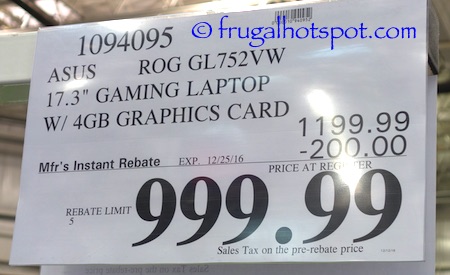 © frugalhotspot.com
1094095
ASUS ROG GL752VW
17.3" GAMING LAPTOP
W/ 4GB GRAPHICS CARD
1199.99
-200.00
Mfr's Instant Rebate EXP. 12/25/16
PRICE AT REGISTER
REBATE LIMIT
5
999.99
Sales Tax on the pre-rebate price